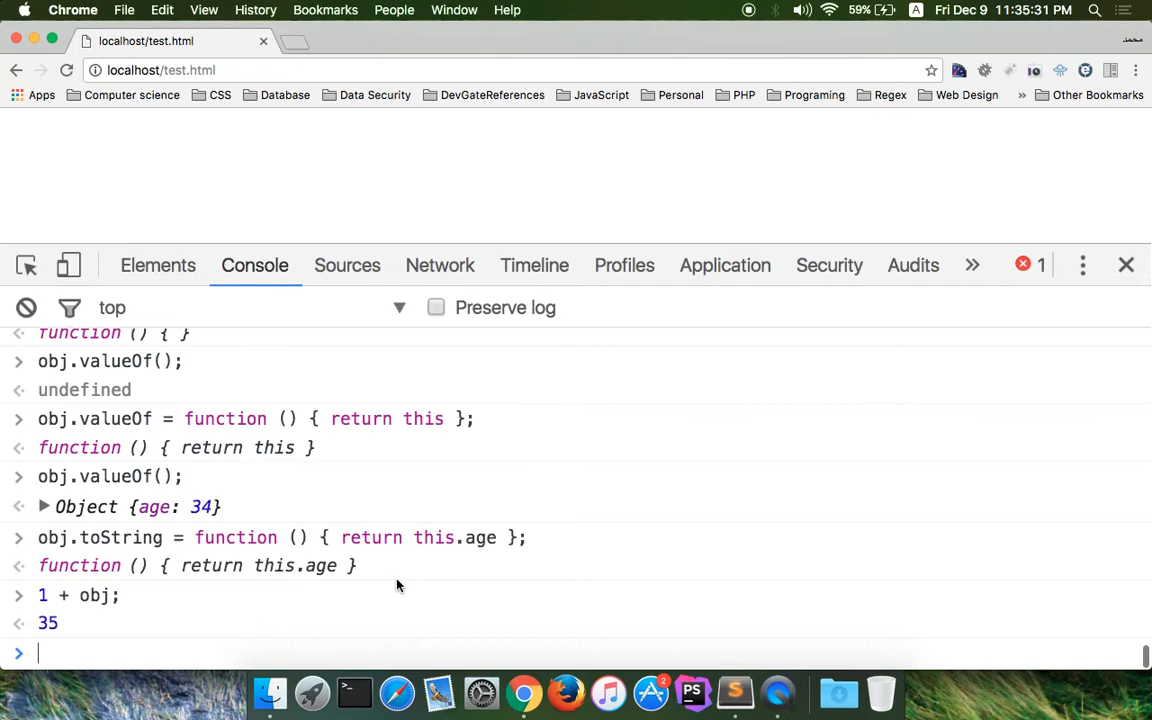 Chrome File Edit View History Bookmarks People Window Help 59% A Fri Dec 9 11:35:31 PM
localhost/test.html محمد
localhost/test.html
Apps Computer science CSS Database Data Security DevGateReferences JavaScript Personal PHP Programing Regex Web Design » Other Bookmarks
Elements Console Sources Network Timeline Profiles Application Security Audits » 1
top Preserve log
function () { }
obj.valueOf();
undefined
obj.valueOf = function () { return this };
function () { return this }
obj.valueOf();
Object {age: 34}
obj.toString = function () { return this.age };
function () { return this.age }
1 + obj;
35
2
PS S